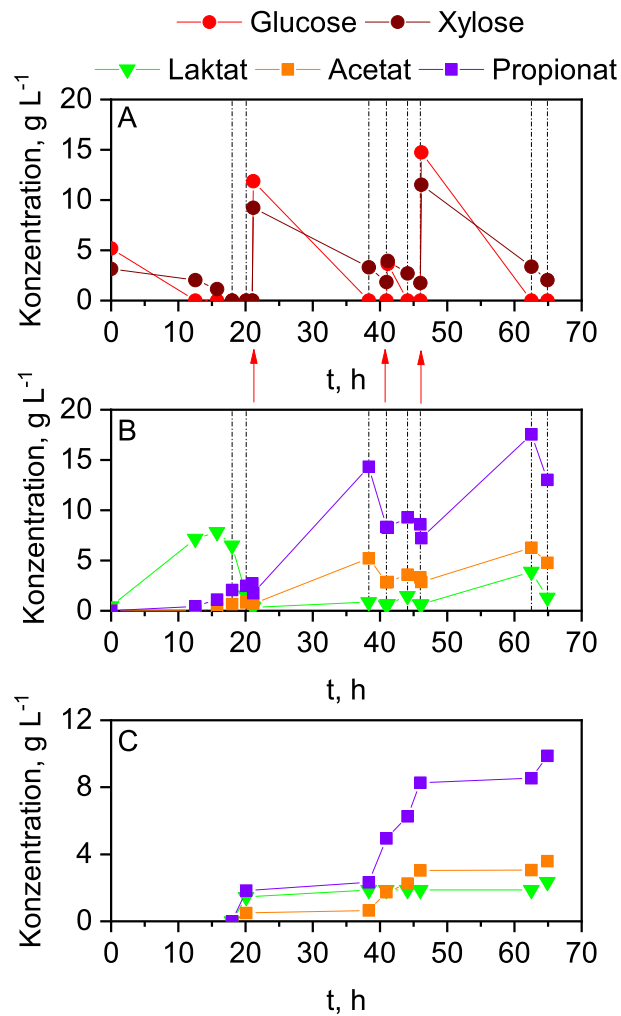 Glucose Xylose
Laktat Acetat Propionat
A
Konzentration, g L⁻¹
20
15
10
5
0
0 10 20 30 40 50 60 70
t, h
B
Konzentration, g L⁻¹
20
15
10
5
0
0 10 20 30 40 50 60 70
t, h
C
Konzentration, g L⁻¹
12
8
4
0
0 10 20 30 40 50 60 70
t, h